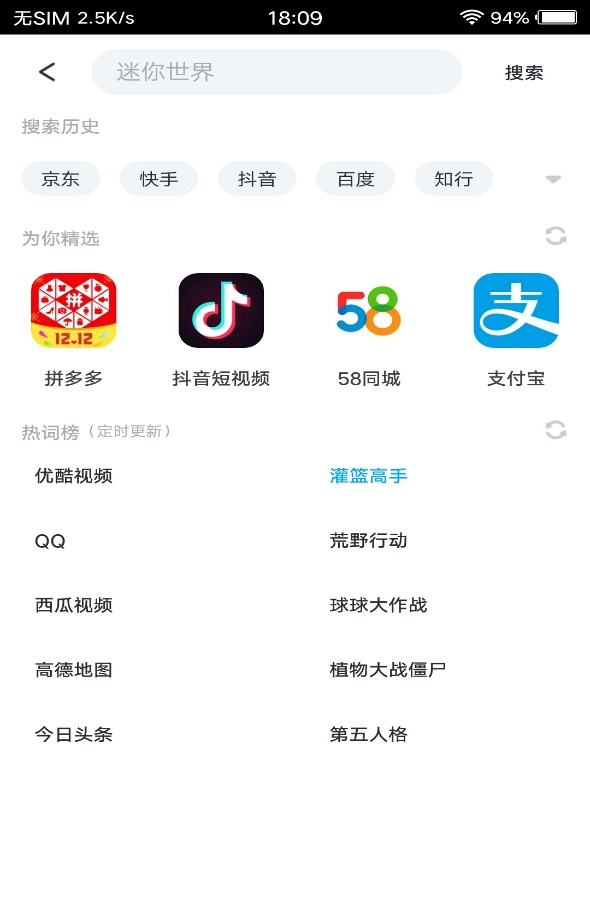 无SIM 2.5K/s 18:09 94%
迷你世界 搜索
搜索历史
京东 快手 抖音 百度 知行
为你精选
拼
12.12
58
支
拼多多 抖音短视频 58同城 支付宝
热词榜（定时更新）
优酷视频 灌篮高手
QQ 荒野行动
西瓜视频 球球大作战
高德地图 植物大战僵尸
今日头条 第五人格